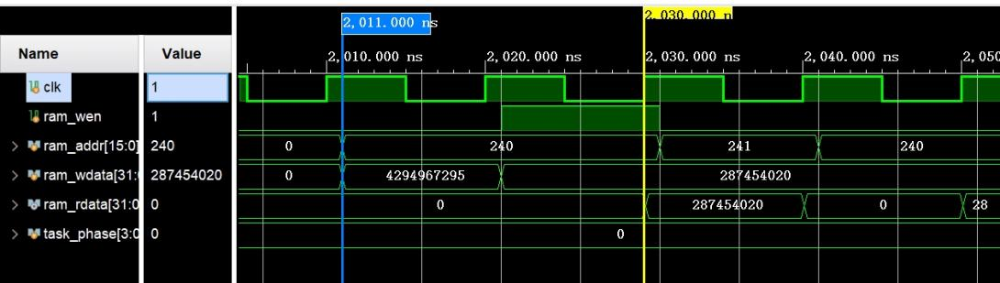 2,011.000 ns
2,030.000 n
Name Value
2,010.000 ns 2,020.000 ns 2,030.000 ns 2,040.000 ns 2,050
clk 1
ram_wen 1
ram_addr[15:0] 240 0 240 241 240
ram_wdata[31:0 287454020 0 4294967295 287454020
ram_rdata[31:0 0 0 287454020 0 28
task_phase[3:0 0 0